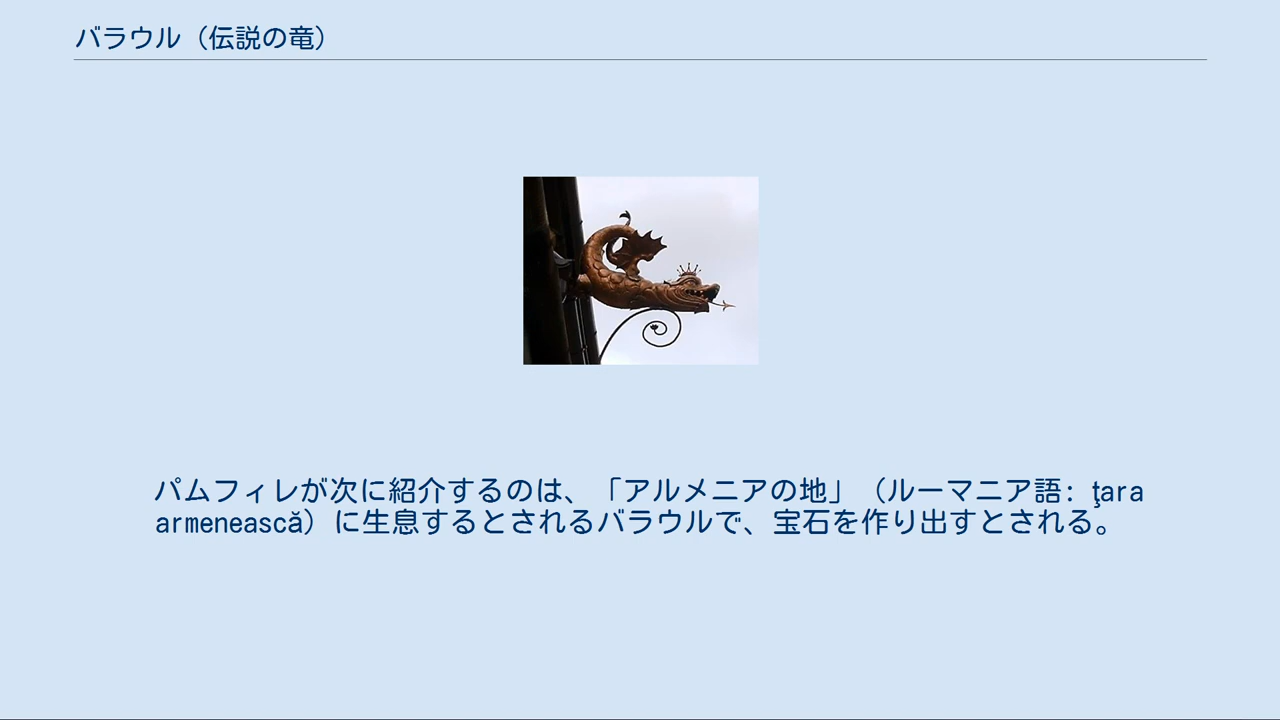 バラウル（伝説の竜）
パムフィレが次に紹介するのは、「アルメニアの地」（ルーマニア語: ţara
armenească）に生息するとされるバラウルで、宝石を作り出すとされる。